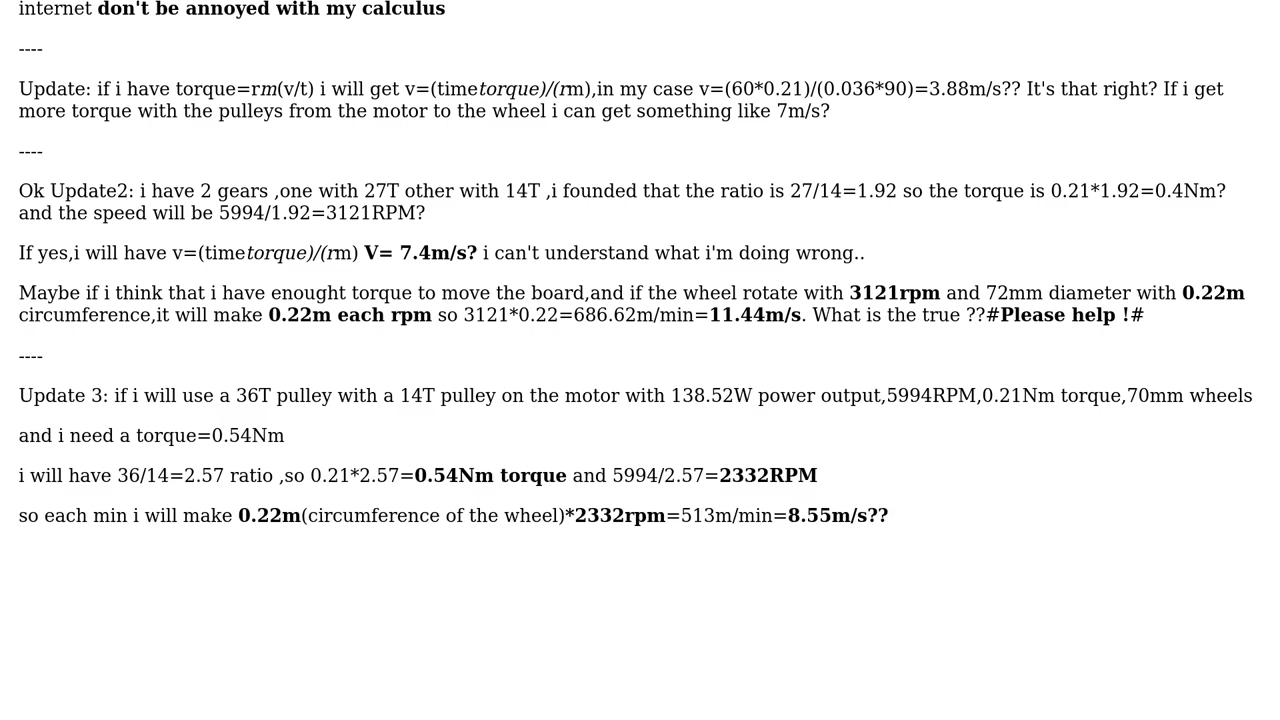 internet don't be annoyed with my calculus
----
Update: if i have torque=rm(v/t) i will get v=(timetorque)/(rm),in my case v=(60*0.21)/(0.036*90)=3.88m/s?? It's that right? If i get
more torque with the pulleys from the motor to the wheel i can get something like 7m/s?
----
Ok Update2: i have 2 gears ,one with 27T other with 14T ,i founded that the ratio is 27/14=1.92 so the torque is 0.21*1.92=0.4Nm?
and the speed will be 5994/1.92=3121RPM?
If yes,i will have v=(timetorque)/(rm) V= 7.4m/s? i can't understand what i'm doing wrong..
Maybe if i think that i have enought torque to move the board,and if the wheel rotate with 3121rpm and 72mm diameter with 0.22m
circumference,it will make 0.22m each rpm so 3121*0.22=686.62m/min=11.44m/s. What is the true ??#Please help !#
----
Update 3: if i will use a 36T pulley with a 14T pulley on the motor with 138.52W power output,5994RPM,0.21Nm torque,70mm wheels
and i need a torque=0.54Nm
i will have 36/14=2.57 ratio ,so 0.21*2.57=0.54Nm torque and 5994/2.57=2332RPM
so each min i will make 0.22m(circumference of the wheel)*2332rpm=513m/min=8.55m/s??